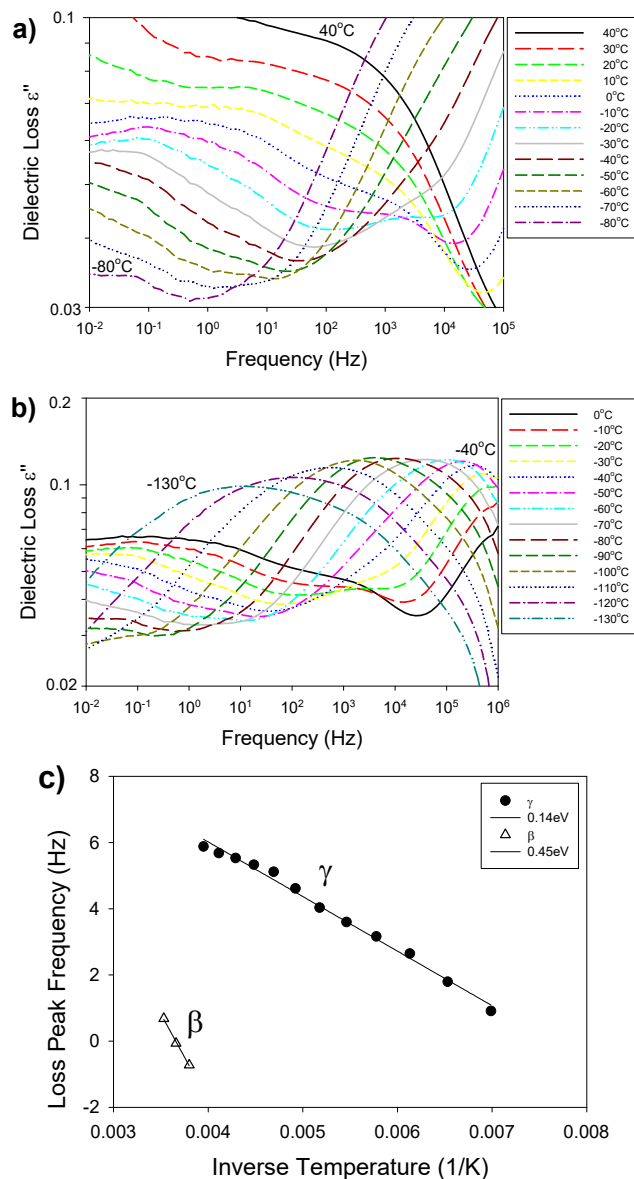 a)
0.1
0.03
Dielectric Loss ε''
40°C
-80°C
10-2 10-1 100 101 102 103 104 105
Frequency (Hz)
40°C
30°C
20°C
10°C
0°C
-10°C
-20°C
-30°C
-40°C
-50°C
-60°C
-70°C
-80°C
b)
0.2
0.1
0.02
Dielectric Loss ε''
-130°C
-40°C
10-2 10-1 100 101 102 103 104 105 106
Frequency (Hz)
0°C
-10°C
-20°C
-30°C
-40°C
-50°C
-60°C
-70°C
-80°C
-90°C
-100°C
-110°C
-120°C
-130°C
c)
8
6
4
2
0
-2
Loss Peak Frequency (Hz)
γ
0.14eV
β
0.45eV
γ
β
0.003 0.004 0.005 0.006 0.007 0.008
Inverse Temperature (1/K)